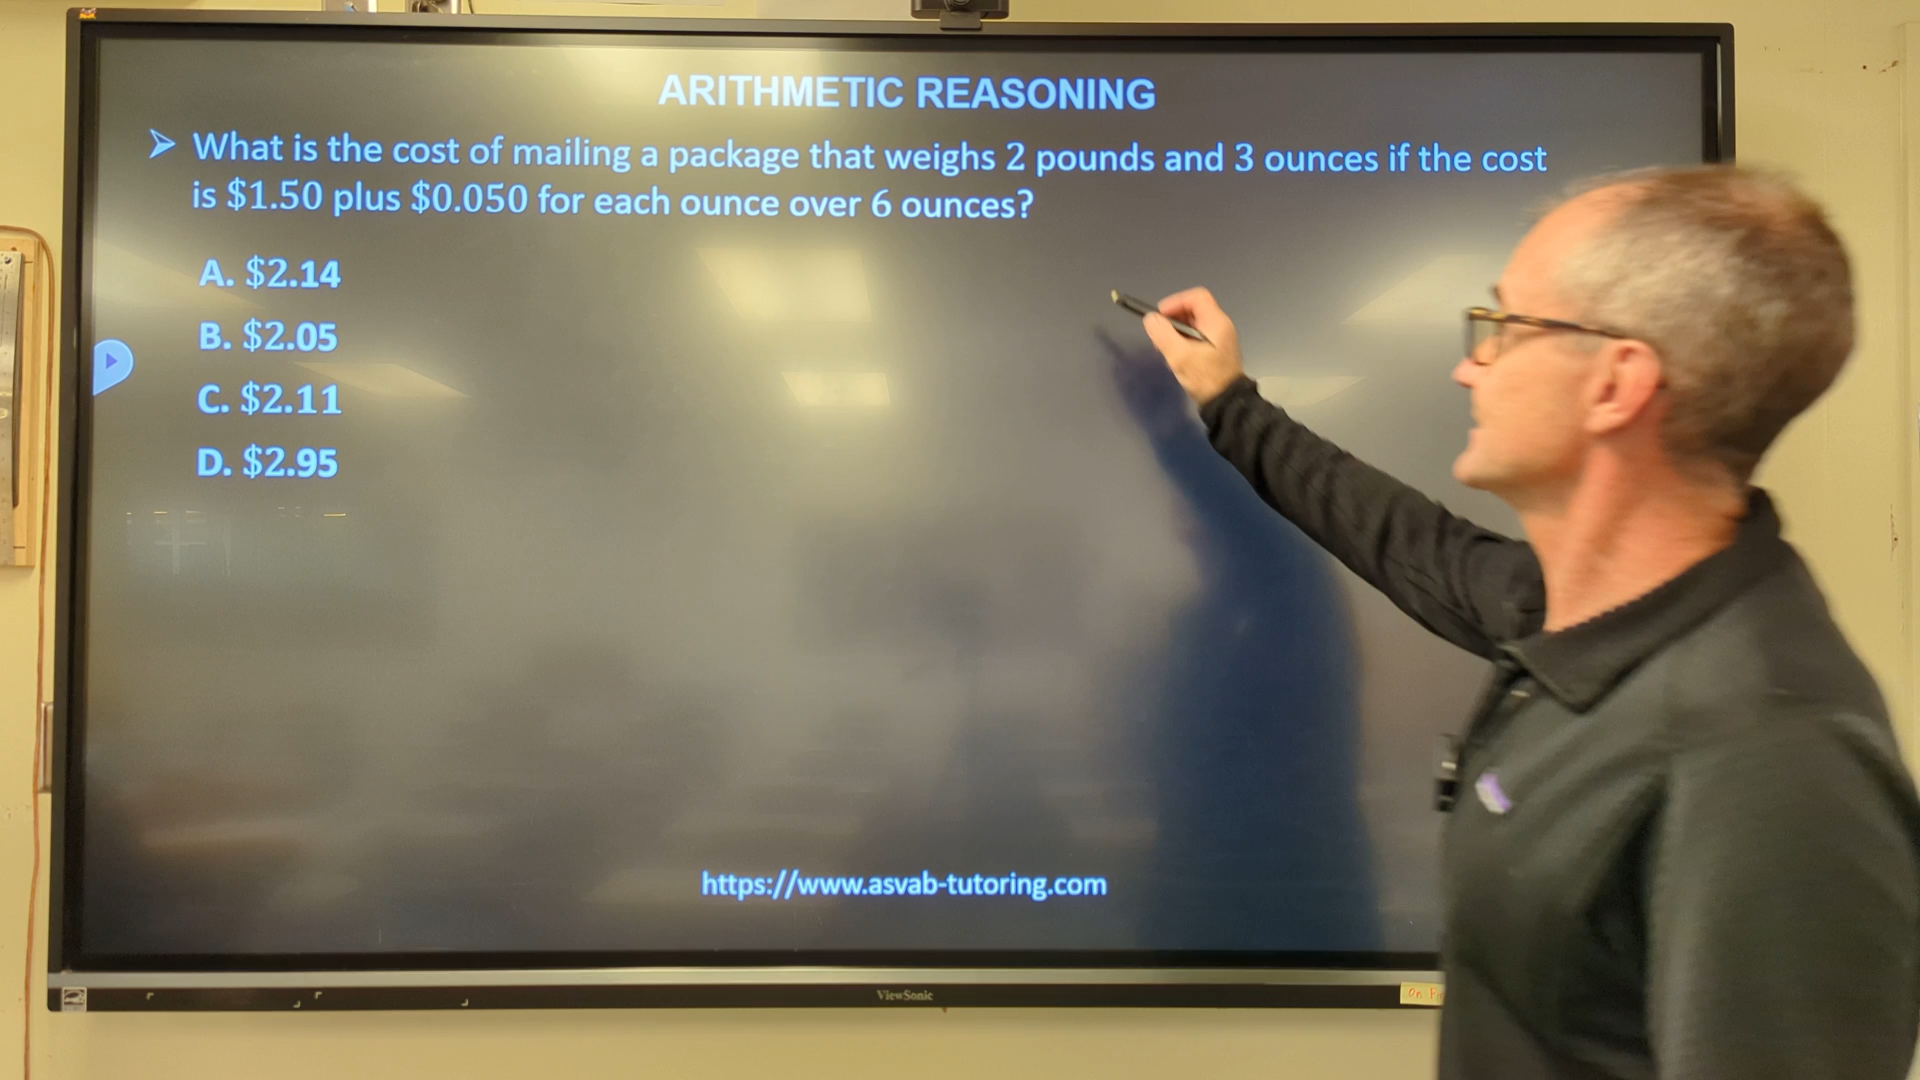 ARITHMETIC REASONING
➢ What is the cost of mailing a package that weighs 2 pounds and 3 ounces if the cost
is $1.50 plus $0.050 for each ounce over 6 ounces?
A. $2.14
B. $2.05
C. $2.11
D. $2.95
https://www.asvab-tutoring.com
ViewSonic
On